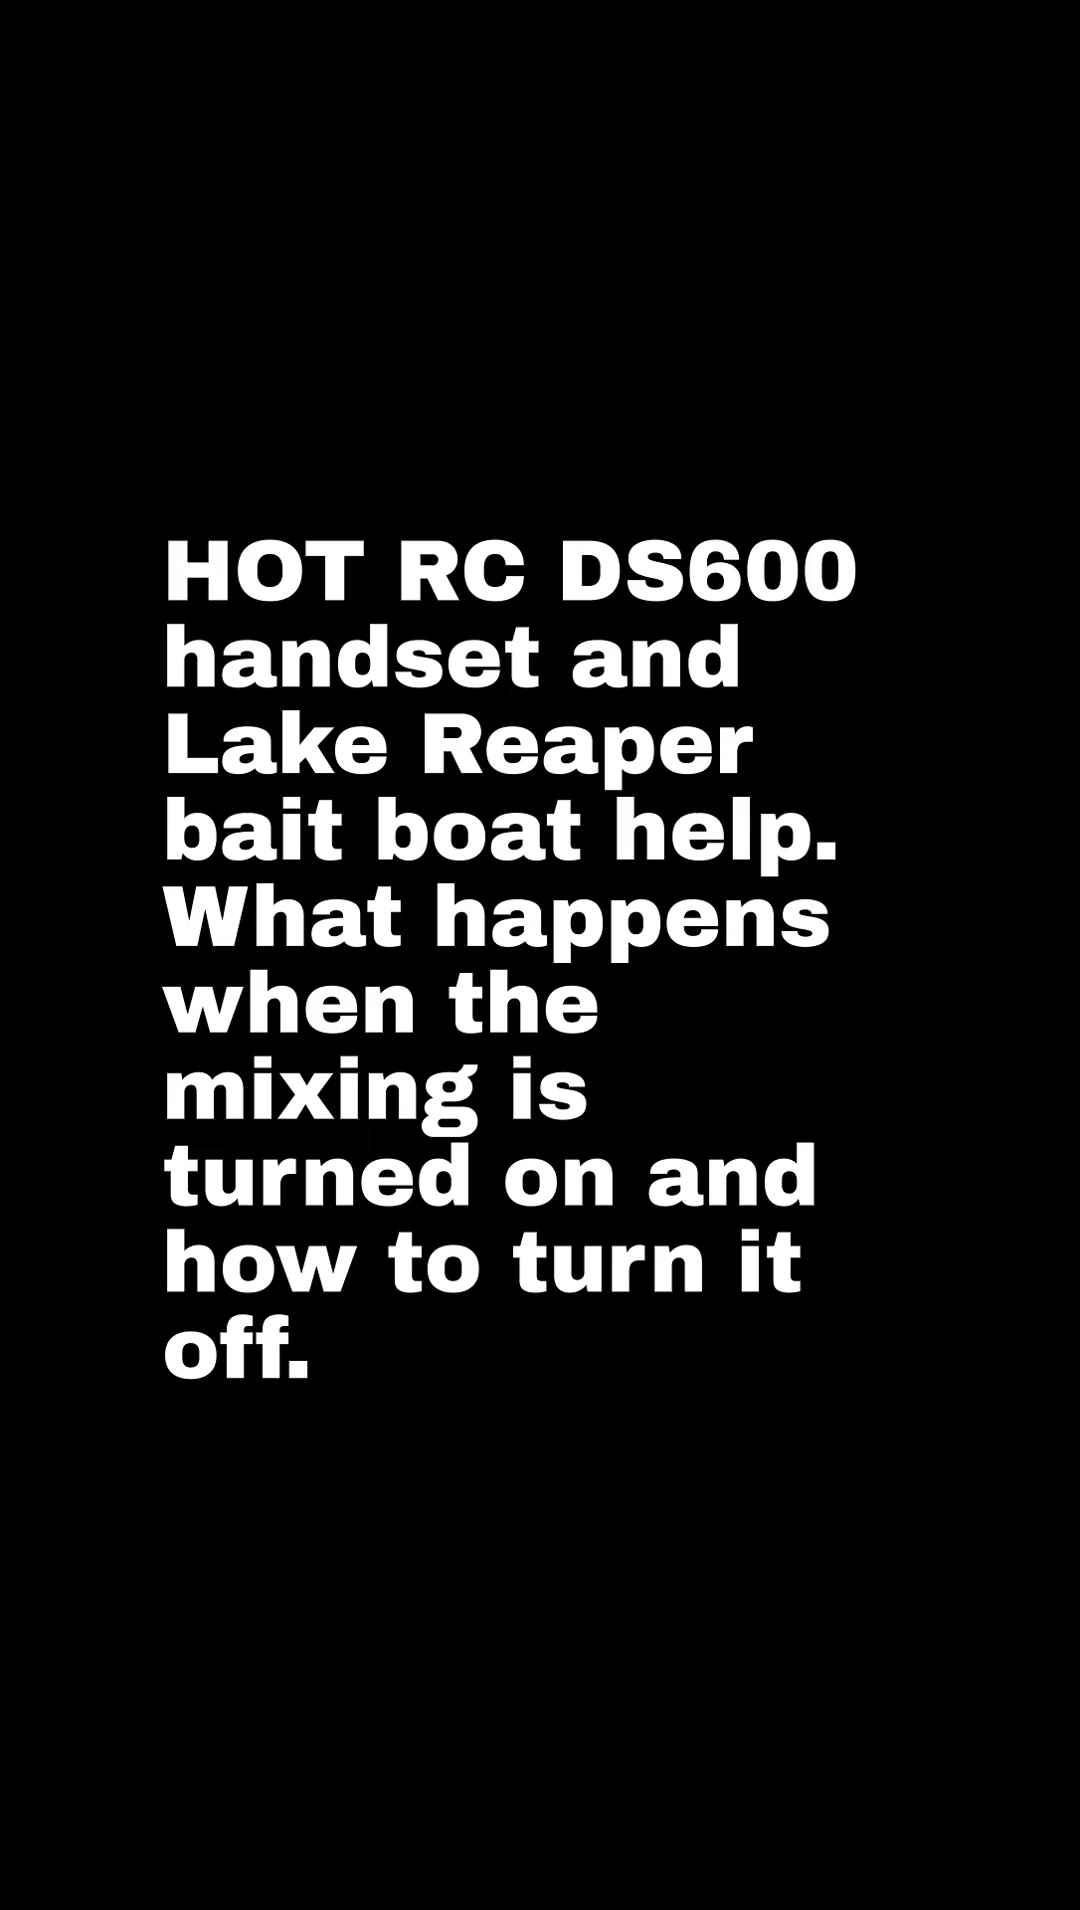 HOT RC DS600
handset and
Lake Reaper
bait boat help.
What happens
when the
mixing is
turned on and
how to turn it
off.